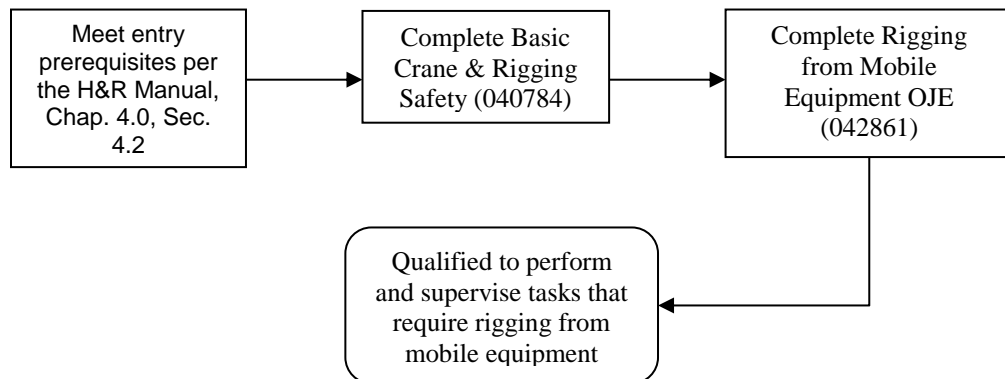 Meet entry
prerequisites per
the H&R Manual,
Chap. 4.0, Sec.
4.2
Complete Basic
Crane & Rigging
Safety (040784)
Complete Rigging
from Mobile
Equipment OJE
(042861)
Qualified to perform
and supervise tasks that
require rigging from
mobile equipment